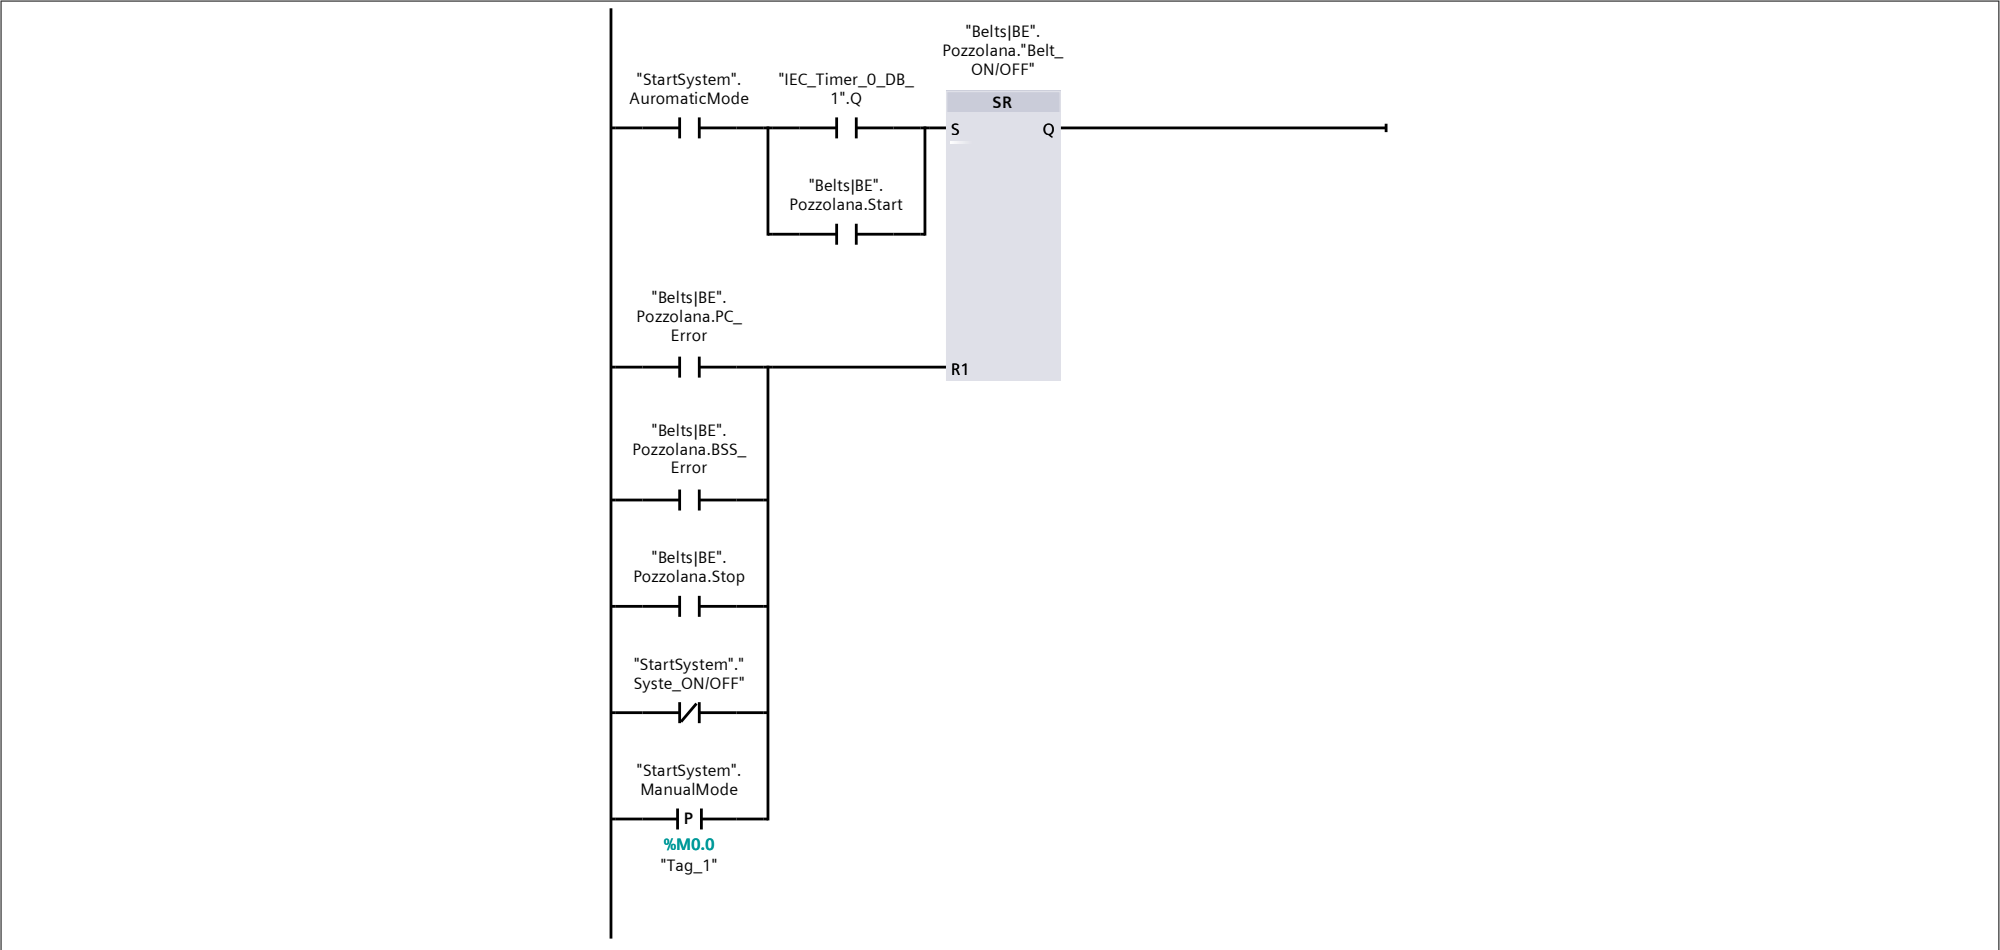 "Belts|BE".
Pozzolana."Belt_
ON/OFF"
"StartSystem".
AuromaticMode
"IEC_Timer_0_DB_
1".Q
SR
S
Q
"Belts|BE".
Pozzolana.Start
"Belts|BE".
Pozzolana.PC_
Error
R1
"Belts|BE".
Pozzolana.BSS_
Error
"Belts|BE".
Pozzolana.Stop
"StartSystem"."
Syste_ON/OFF"
"StartSystem".
ManualMode
P
%M0.0
"Tag_1"